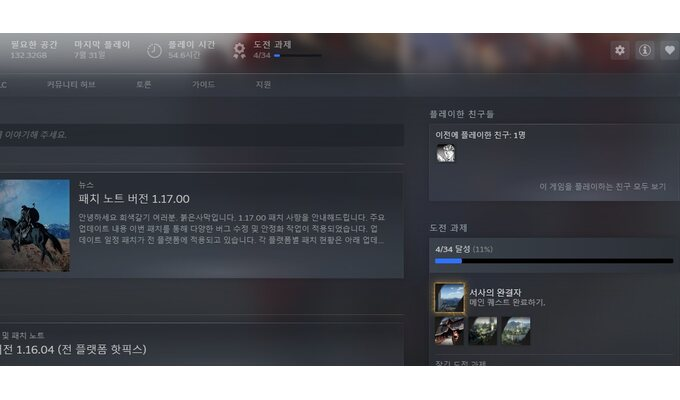 필요한 공간
132.32GB
마지막 플레이
7월 31일
플레이 시간
54.6시간
도전 과제
4/34
LC
커뮤니티 허브
토론
가이드
지원
이야기해 주세요.
뉴스
패치 노트 버전 1.17.00
안녕하세요 회색갈기 여러분. 붉은사막입니다. 1.17.00 패치 사항을 안내해드립니다. 주요
업데이트 내용 이번 패치를 통해 다양한 버그 수정 및 안정화 작업이 적용되었습니다. 업
데이트 일정 패치가 전 플랫폼에 적용되고 있습니다. 각 플랫폼별 패치 현황은 아래 업데...
및 패치 노트
전 1.16.04 (전 플랫폼 핫픽스)
플레이한 친구들
이전에 플레이한 친구: 1명
이 게임을 플레이하는 친구 모두 보기
도전 과제
4/34 달성 (11%)
서사의 완결자
메인 퀘스트 완료하기.
잠긴 도전 과제